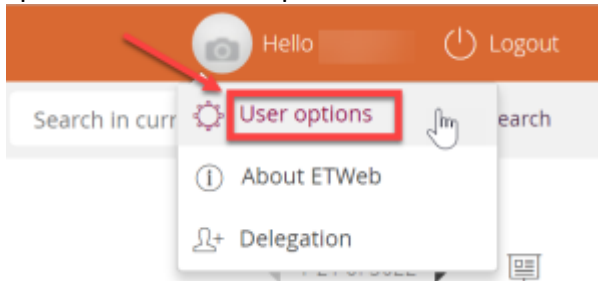 Hello
Logout
Search in curr
User options
earch
About ETWeb
Delegation